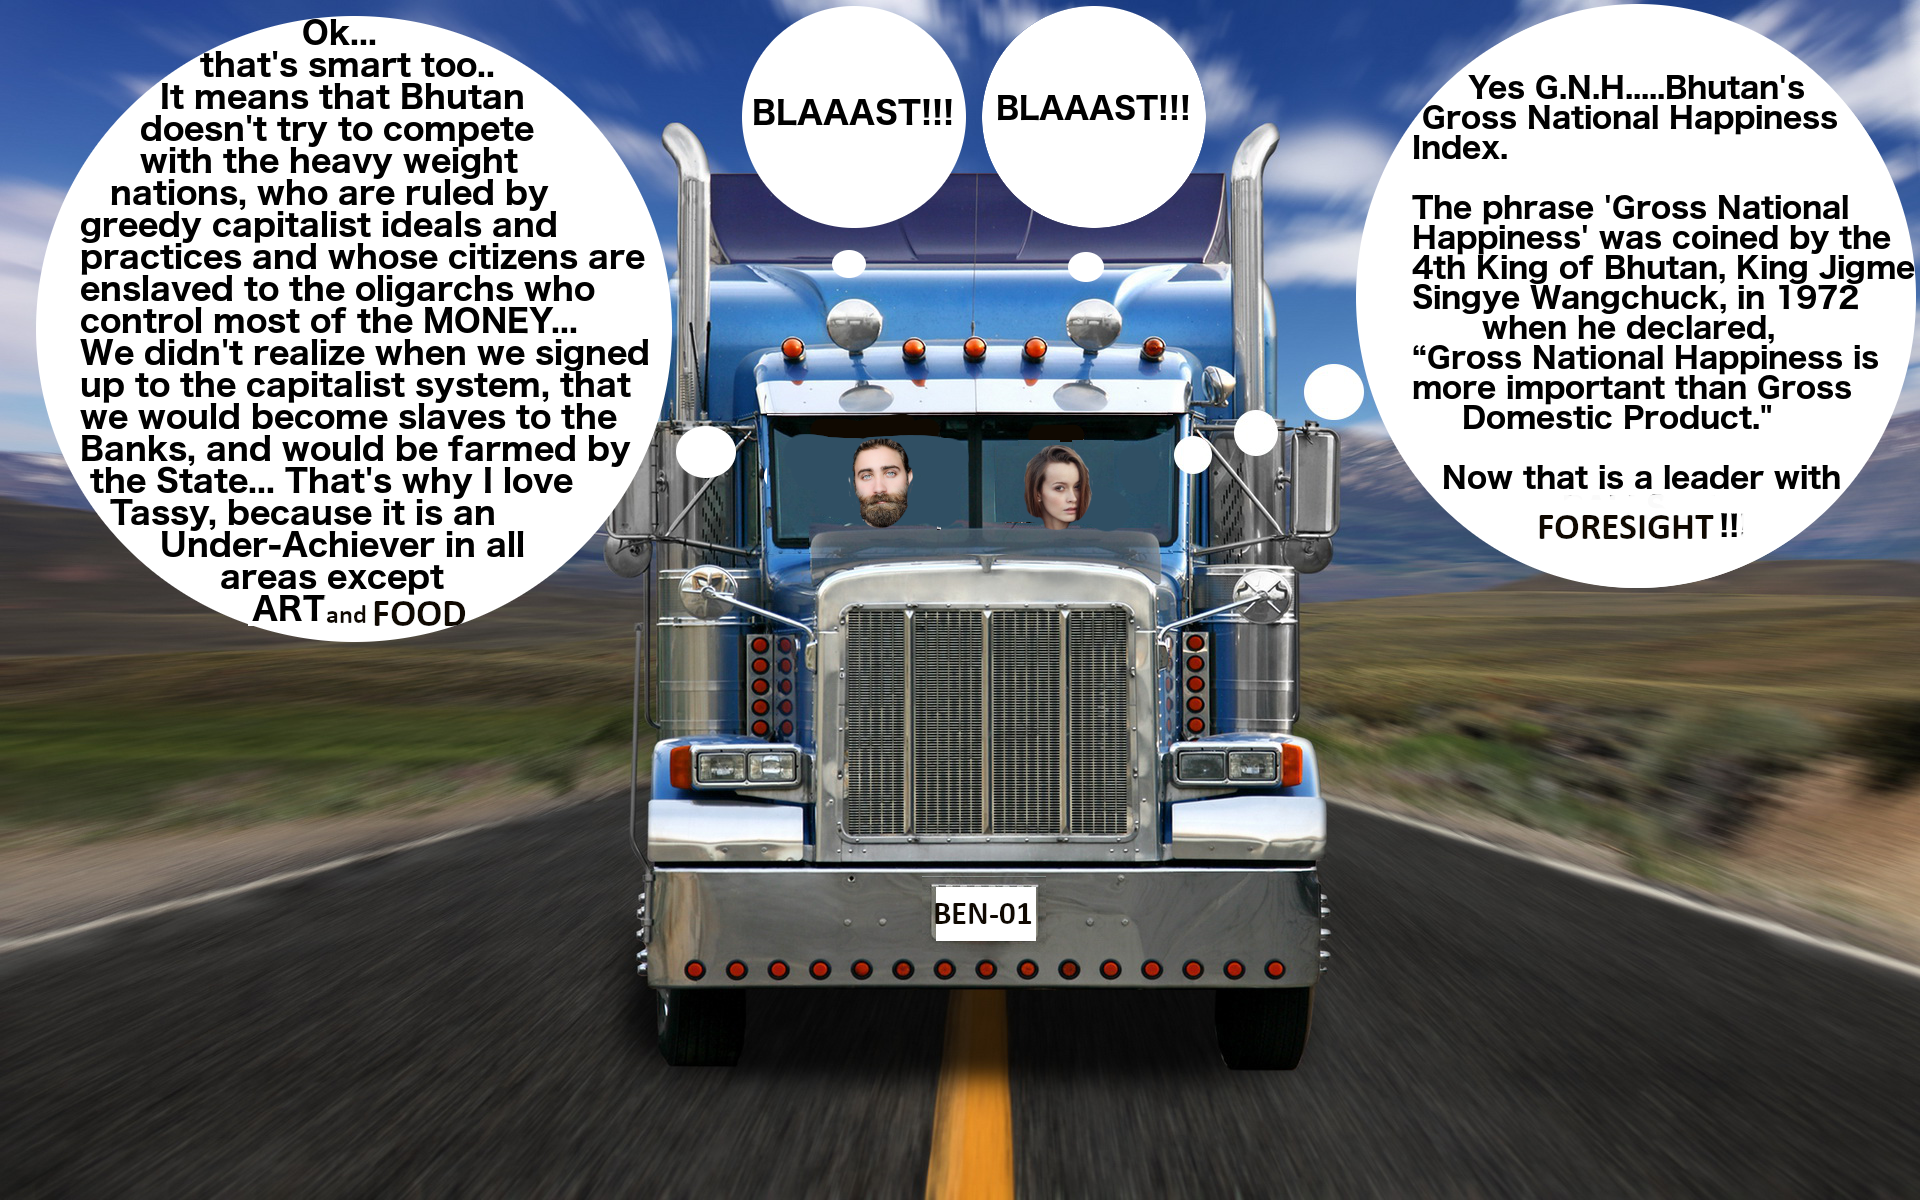 Ok...
that's smart too..
It means that Bhutan
doesn't try to compete
with the heavy weight
nations, who are ruled by
greedy capitalist ideals and
practices and whose citizens are
enslaved to the oligarchs who
control most of the MONEY...
We didn't realize when we signed
up to the capitalist system, that
we would become slaves to the
Banks, and would be farmed by
the State... That's why I love
Tassy, because it is an
Under-Achiever in all
areas except
ART and FOOD
BLAAAST!!!
BLAAAST!!!
Yes G.N.H.....Bhutan's
Gross National Happiness
Index.
The phrase 'Gross National
Happiness' was coined by the
4th King of Bhutan, King Jigme
Singye Wangchuck, in 1972
when he declared,
“Gross National Happiness is
more important than Gross
Domestic Product."
Now that is a leader with
FORESIGHT !!
BEN-01